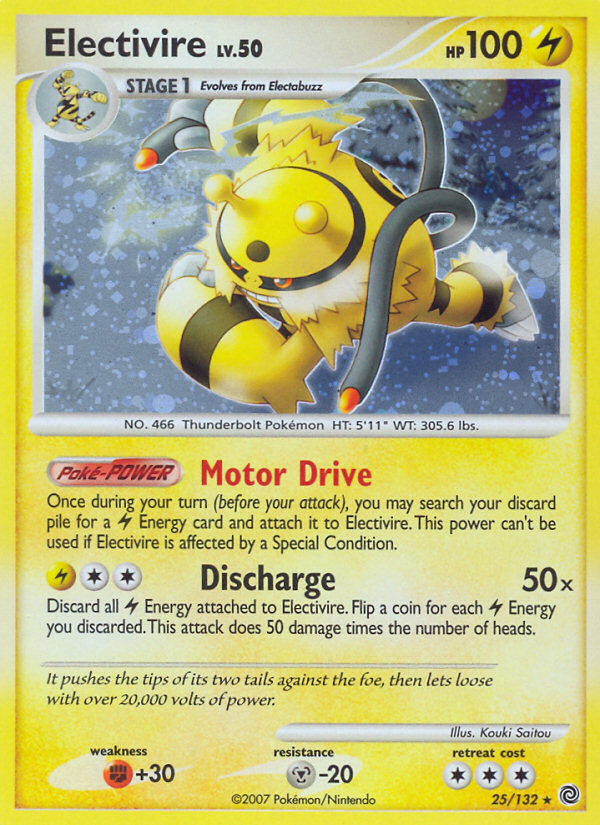 Electivire LV.50 HP100
STAGE 1 Evolves from Electabuzz
NO. 466 Thunderbolt Pokémon HT: 5'11" WT: 305.6 lbs.
Poké-POWER Motor Drive
Once during your turn (before your attack), you may search your discard
pile for a Energy card and attach it to Electivire. This power can't be
used if Electivire is affected by a Special Condition.
Discharge 50x
Discard all Energy attached to Electivire. Flip a coin for each Energy
you discarded. This attack does 50 damage times the number of heads.
It pushes the tips of its two tails against the foe, then lets loose
with over 20,000 volts of power.
Illus. Kouki Saitou
weakness resistance retreat cost
+30 -20
©2007 Pokémon/Nintendo 25/132 ★